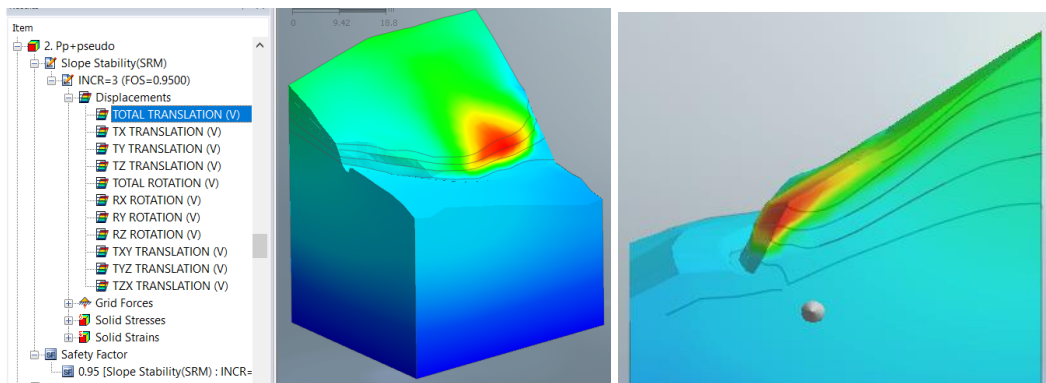 Item
2. Pp+pseudo
Slope Stability(SRM)
INCR=3 (FOS=0.9500)
Displacements
TOTAL TRANSLATION (V)
TX TRANSLATION (V)
TY TRANSLATION (V)
TZ TRANSLATION (V)
TOTAL ROTATION (V)
RX ROTATION (V)
RY ROTATION (V)
RZ ROTATION (V)
TXY TRANSLATION (V)
TYZ TRANSLATION (V)
TZX TRANSLATION (V)
Grid Forces
Solid Stresses
Solid Strains
Safety Factor
SF 0.95 [Slope Stability(SRM) : INCR=
0 9.42 18.8